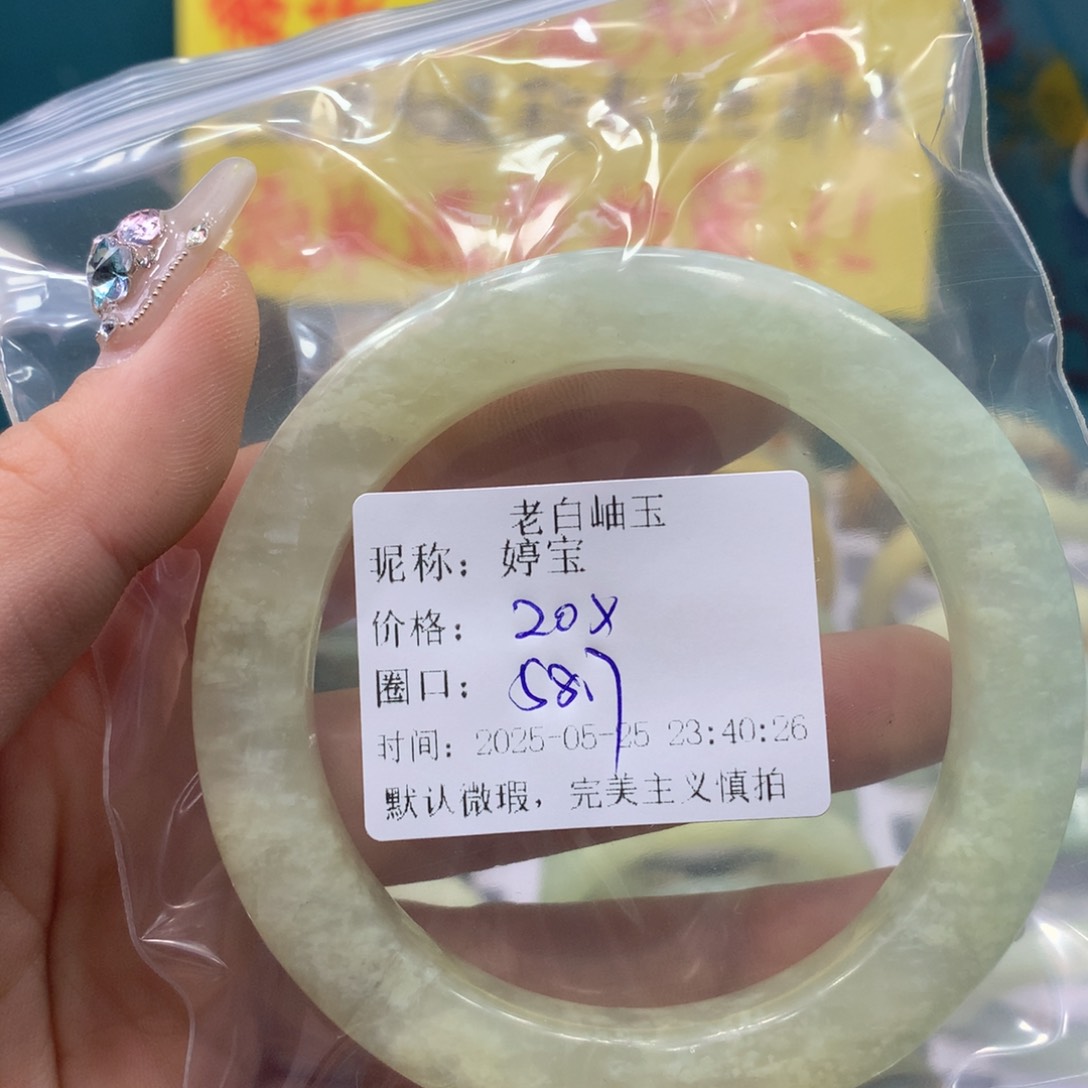 老白岫玉
昵称：婷宝
价格：20X
圈口：58.7
时间：2025-05-25 23:40:26
默认微瑕，完美主义慎拍